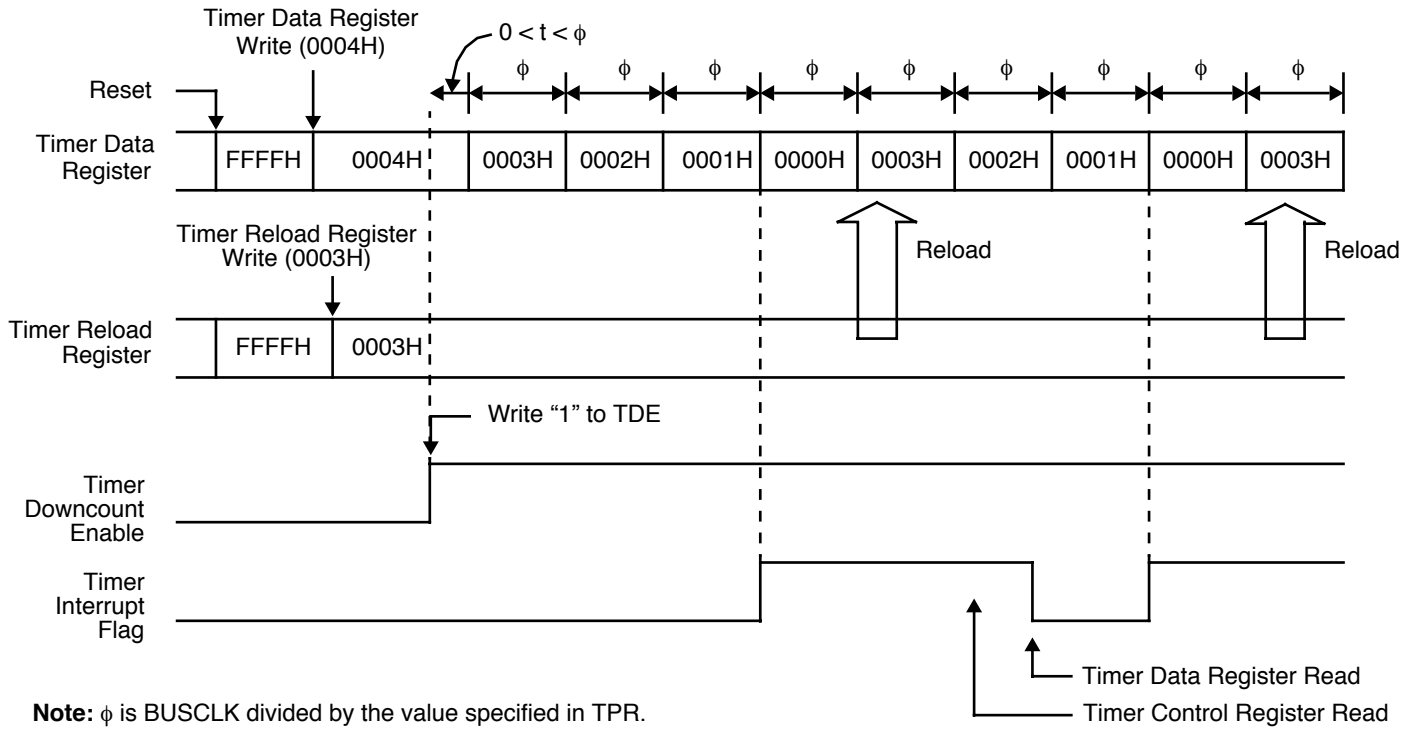 Timer Data Register
Write (0004H)
0 < t < ϕ
ϕ ϕ ϕ ϕ ϕ ϕ ϕ ϕ ϕ
Reset
Timer Data
Register
FFFFH 0004H 0003H 0002H 0001H 0000H 0003H 0002H 0001H 0000H 0003H
Timer Reload Register
Write (0003H)
Reload Reload
Timer Reload
Register
FFFFH 0003H
Write “1” to TDE
Timer
Downcount
Enable
Timer
Interrupt
Flag
Timer Data Register Read
Timer Control Register Read
Note: ϕ is BUSCLK divided by the value specified in TPR.